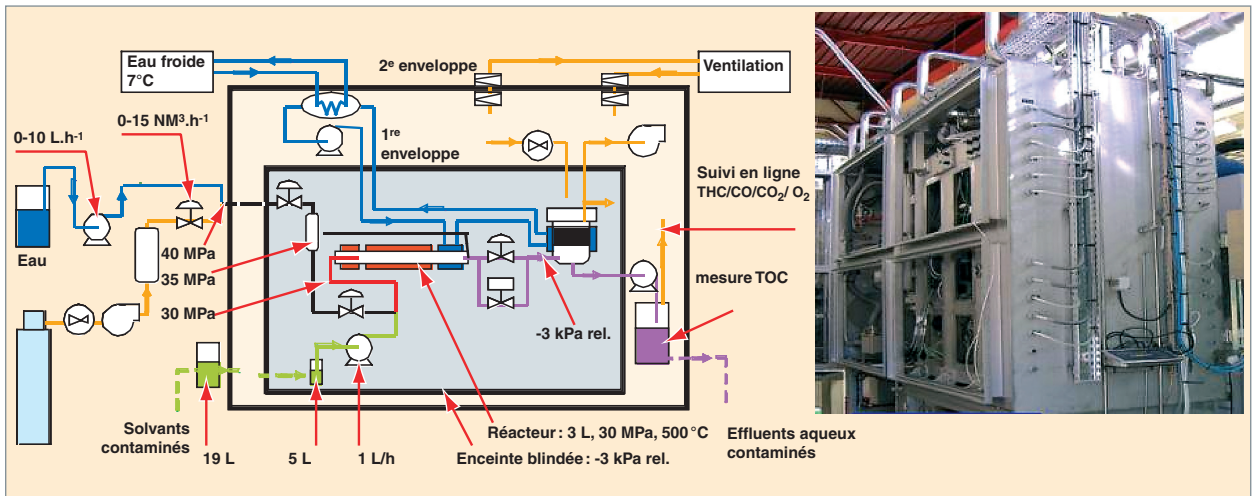 Eau froide
7°C
2e enveloppe
Ventilation
0-15 NM3.h-1
0-10 L.h-1
1re
enveloppe
Suivi en ligne
THC/CO/CO2/ O2
40 MPa
Eau
35 MPa
mesure TOC
30 MPa
-3 kPa rel.
Solvants
contaminés
Réacteur : 3 L, 30 MPa, 500 °C
Effluents aqueux
contaminés
19 L
5 L
1 L/h
Enceinte blindée : -3 kPa rel.